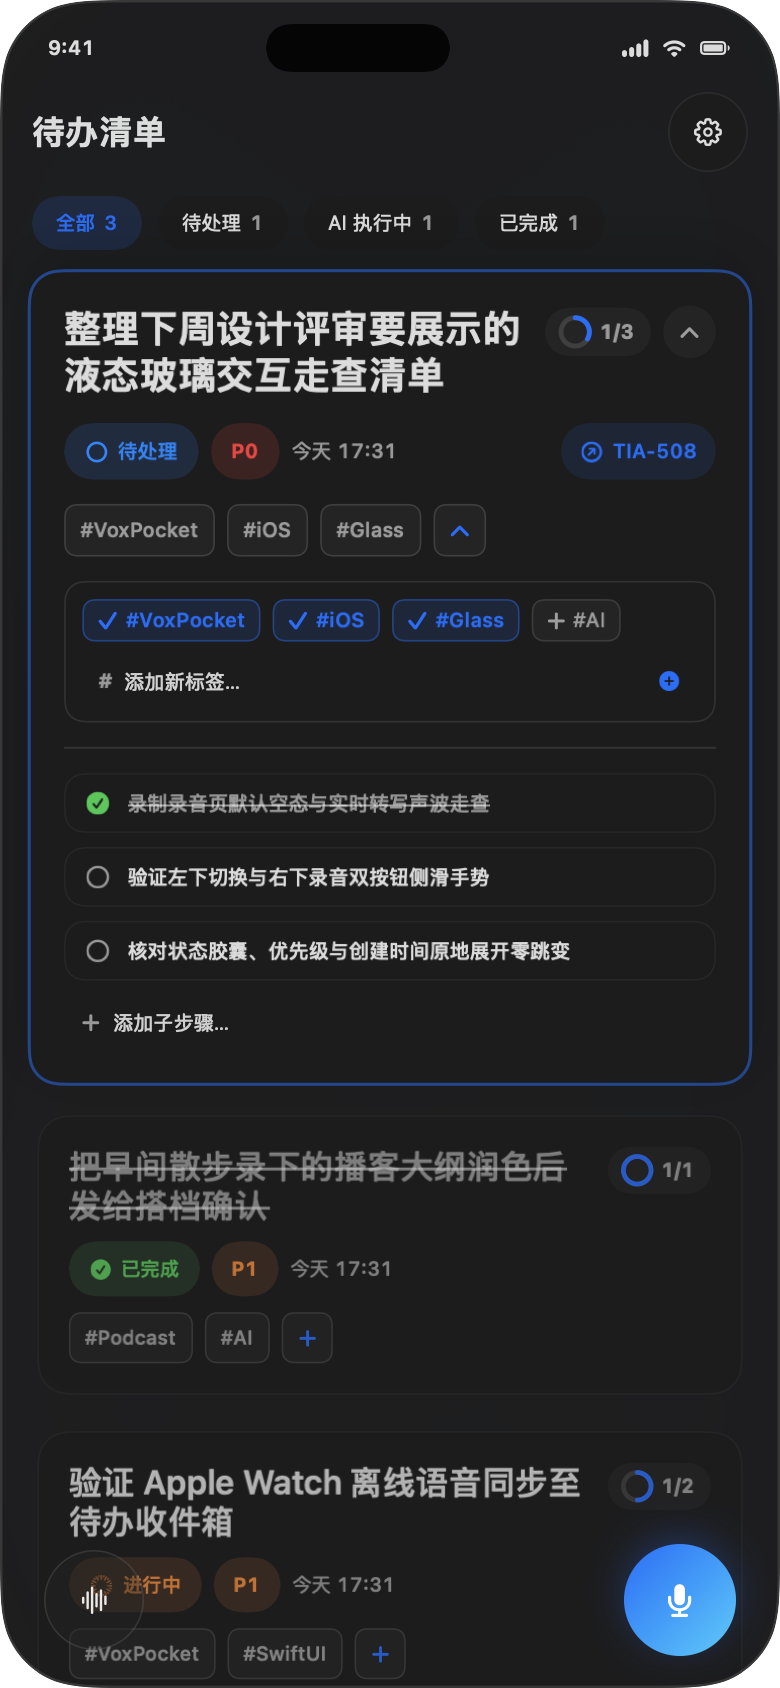 9:41
待办清单
全部 3 待处理 1 AI 执行中 1 已完成 1
整理下周设计评审要展示的 1/3
液态玻璃交互走查清单
待处理 P0 今天 17:31 TIA-508
#VoxPocket #iOS #Glass
#VoxPocket #iOS #Glass + #AI
# 添加新标签...
录制录音页默认空态与实时转写声波走查
验证左下切换与右下录音双按钮侧滑手势
核对状态胶囊、优先级与创建时间原地展开零跳变
+ 添加子步骤...
把早间散步录下的播客大纲润色后 1/1
发给搭档确认
已完成 P1 今天 17:31
#Podcast #AI +
验证 Apple Watch 离线语音同步至 1/2
待办收件箱
进行中 P1 今天 17:31
#VoxPocket #SwiftUI +